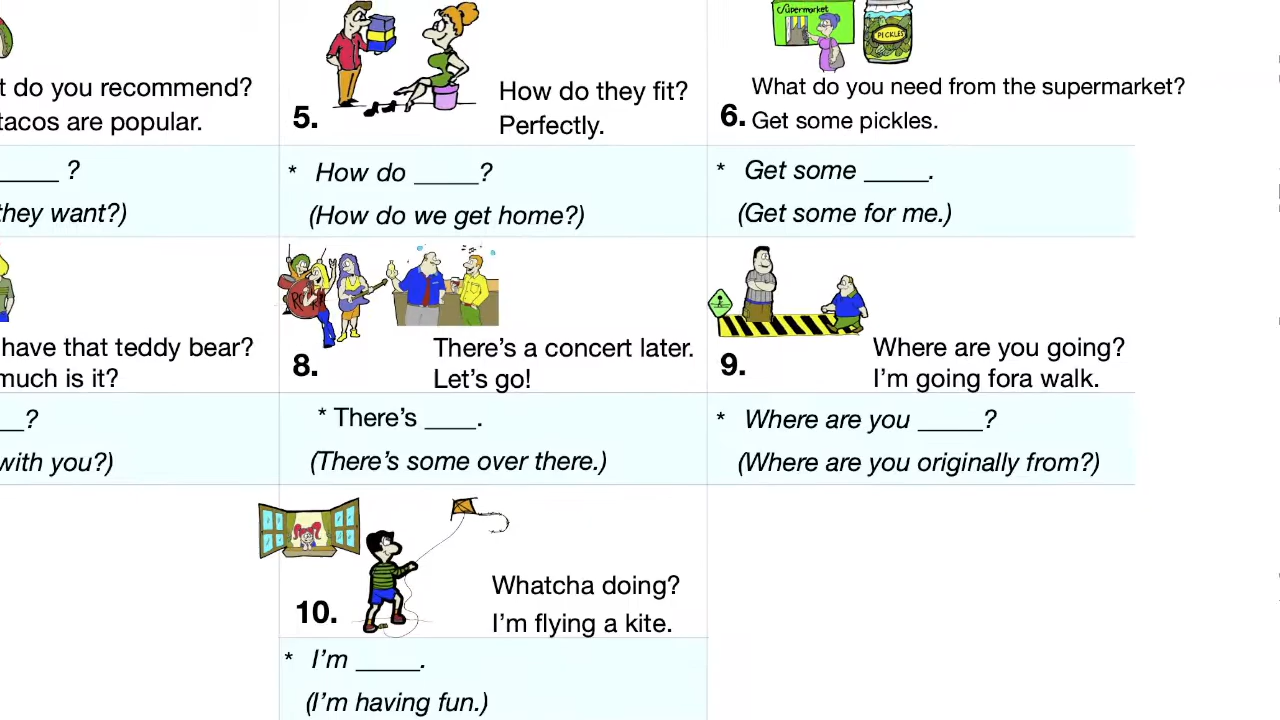 t do you recommend?
tacos are popular.
_____ ?
they want?)
5.
How do they fit?
Perfectly.
* How do _____?
(How do we get home?)
Supermarket
PICKLES
6.
What do you need from the supermarket?
Get some pickles.
* Get some _____.
(Get some for me.)
have that teddy bear?
much is it?
__?
with you?)
8.
There's a concert later.
Let's go!
* There's ____.
(There's some over there.)
9.
Where are you going?
I'm going fora walk.
* Where are you _____?
(Where are you originally from?)
10.
Whatcha doing?
I'm flying a kite.
* I'm _____.
(I'm having fun.)